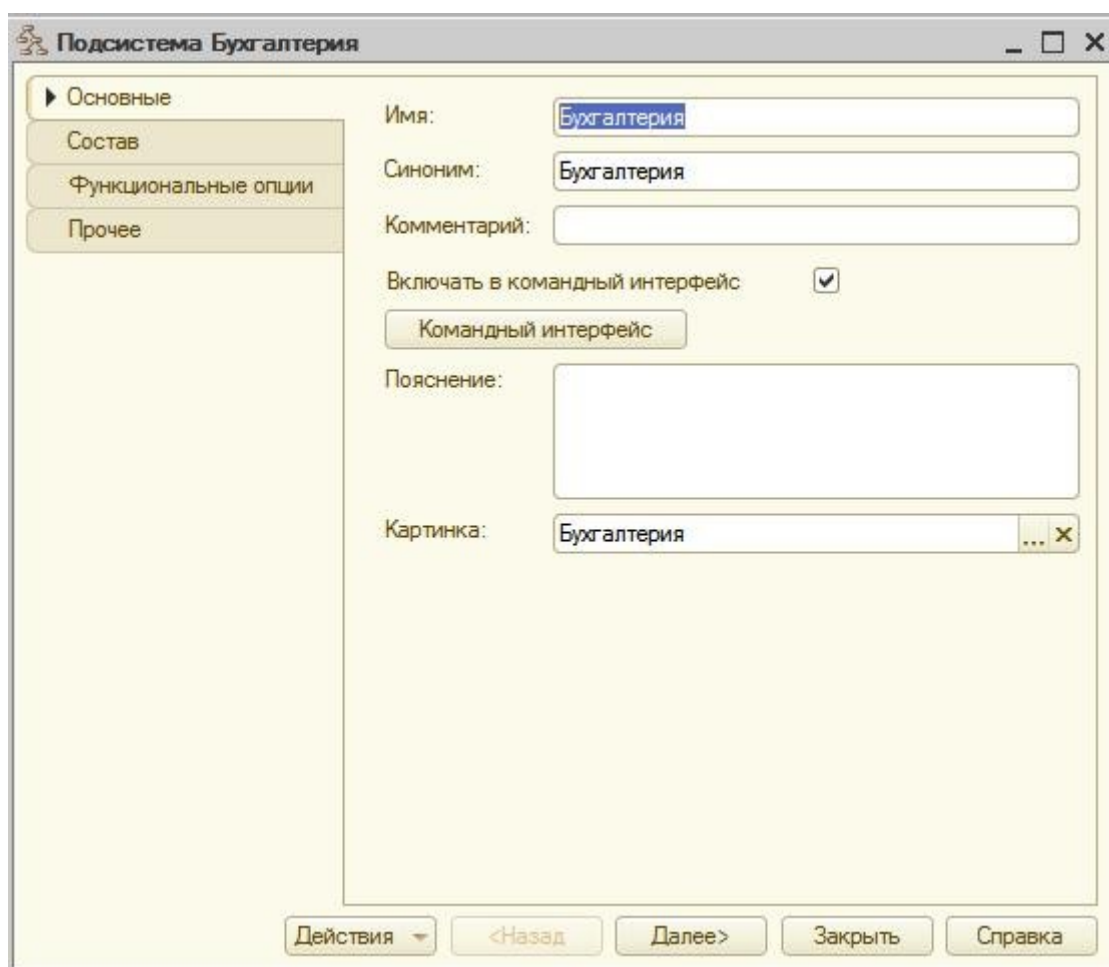 Подсистема Бухгалтерия
Основные
Состав
Функциональные опции
Прочее
Имя: Бухгалтерия
Синоним: Бухгалтерия
Комментарий:
Включать в командный интерфейс
Командный интерфейс
Пояснение:
Картинка: Бухгалтерия ...
Действия <Назад Далее> Закрыть Справка